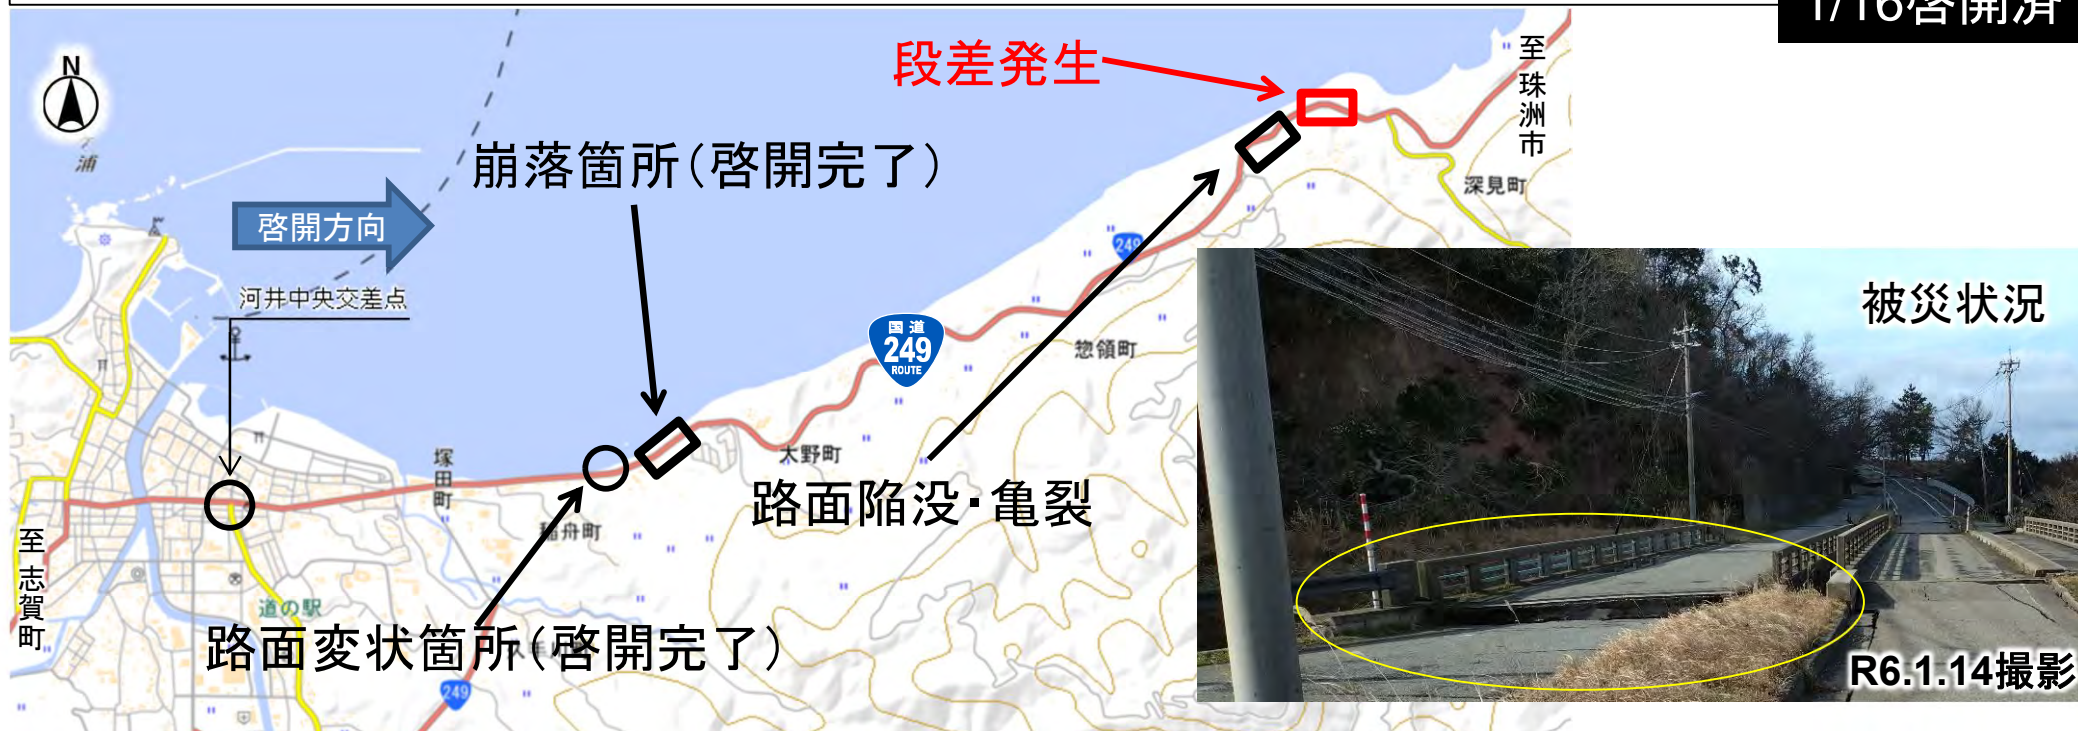 1/16啓開済
N
浦
段差発生
至珠洲市
崩落箇所(啓開完了)
深見町
啓開方向
249
河井中央交差点
被災状況
国道
249
ROUTE
惣領町
塚田町
大野町
路面陥没・亀裂
稲舟町
至志賀町
道の駅
路面変状箇所(啓開完了)
249
R6.1.14撮影